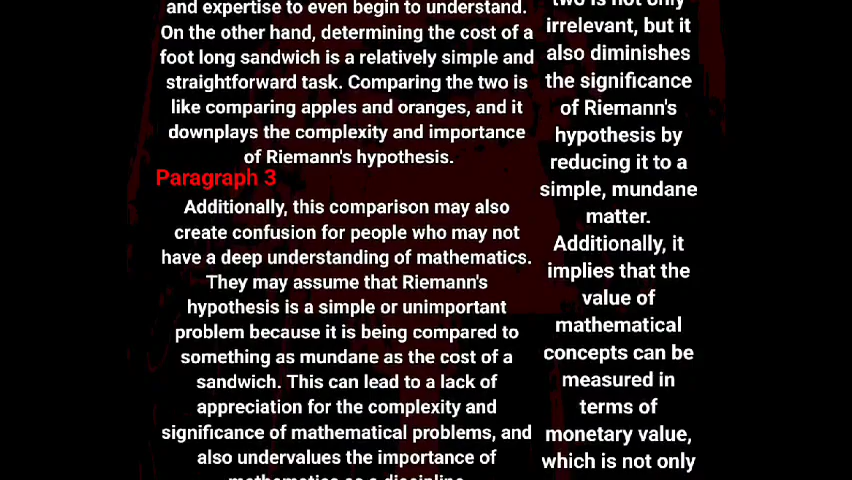 and expertise to even begin to understand.
On the other hand, determining the cost of a
foot long sandwich is a relatively simple and
straightforward task. Comparing the two is
like comparing apples and oranges, and it
downplays the complexity and importance
of Riemann's hypothesis.
Paragraph 3
Additionally, this comparison may also
create confusion for people who may not
have a deep understanding of mathematics.
They may assume that Riemann's
hypothesis is a simple or unimportant
problem because it is being compared to
something as mundane as the cost of a
sandwich. This can lead to a lack of
appreciation for the complexity and
significance of mathematical problems, and
also undervalues the importance of
mathematics as a discipline
two is not only
irrelevant, but it
also diminishes
the significance
of Riemann's
hypothesis by
reducing it to a
simple, mundane
matter.
Additionally, it
implies that the
value of
mathematical
concepts can be
measured in
terms of
monetary value,
which is not only